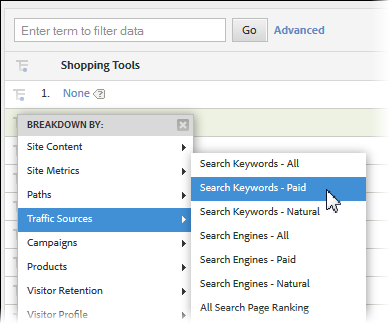 Enter term to filter data Go Advanced
Shopping Tools
1. None ?
BREAKDOWN BY:
Site Content
Site Metrics
Paths
Traffic Sources
Campaigns
Products
Visitor Retention
Visitor Profile
Search Keywords - All
Search Keywords - Paid
Search Keywords - Natural
Search Engines - All
Search Engines - Paid
Search Engines - Natural
All Search Page Ranking